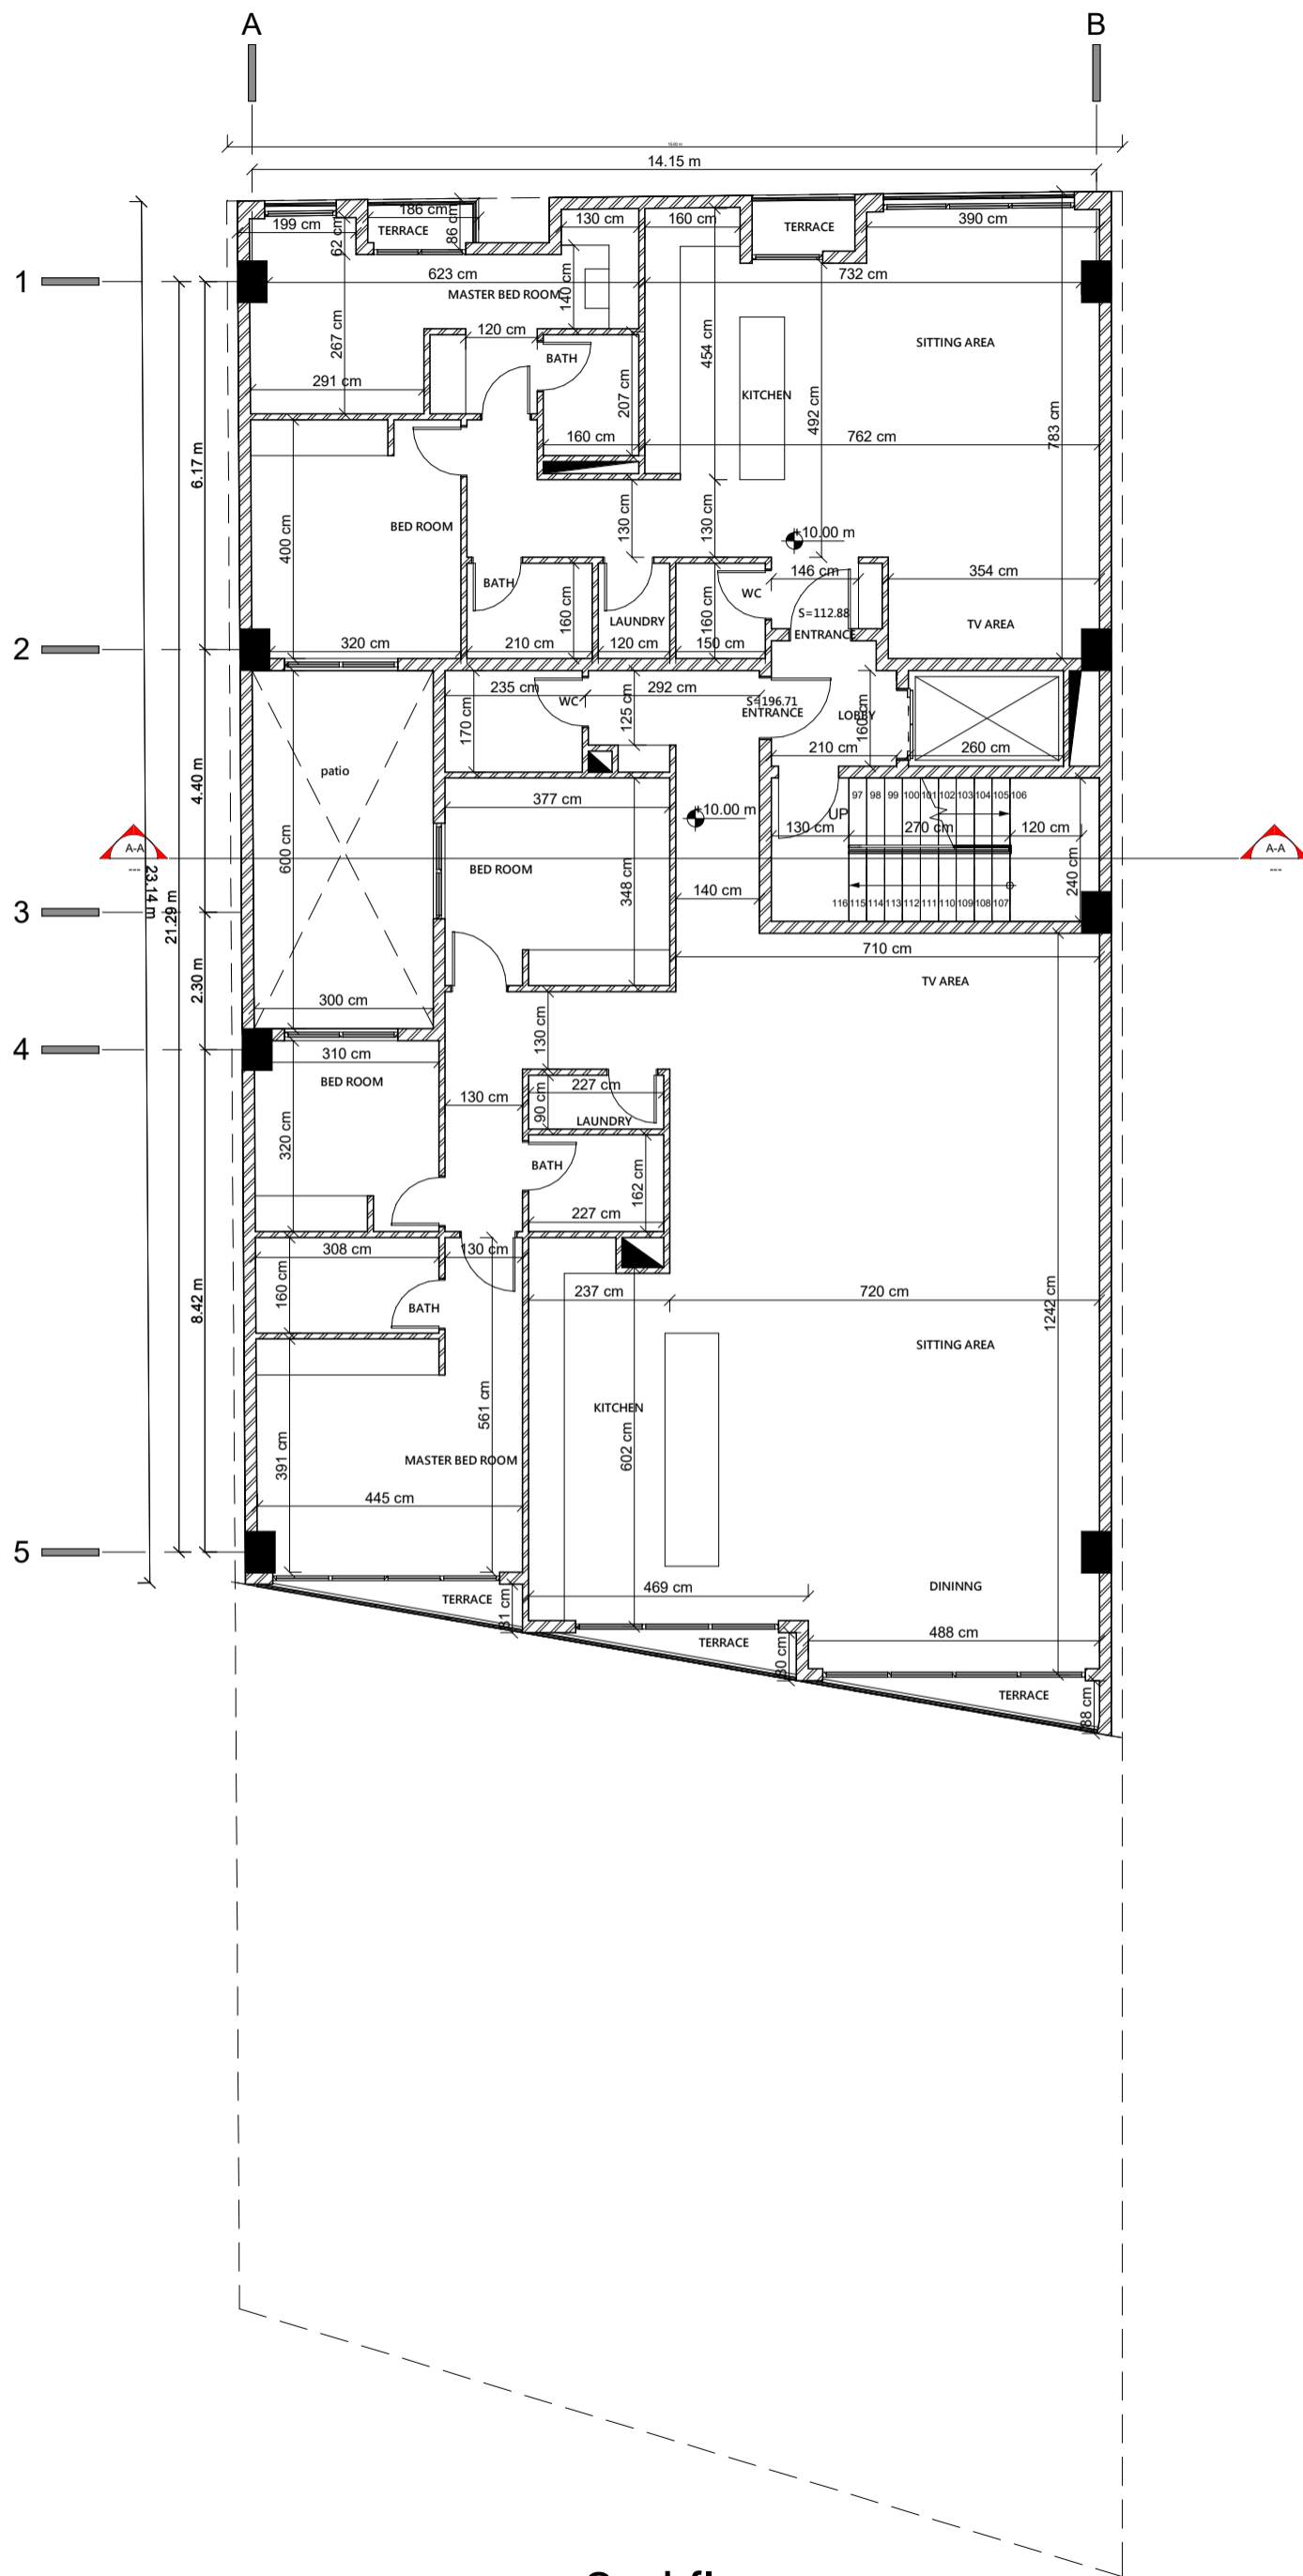 A B
14.15 m
186 cm
199 cm
62 cm
TERRACE
86 cm
130 cm
160 cm
TERRACE
390 cm
1
623 cm
732 cm
MASTER BED ROOM
140 cm
267 cm
120 cm
BATH
454 cm
SITTING AREA
291 cm
207 cm
KITCHEN
492 cm
783 cm
160 cm
762 cm
6.17 m
400 cm
BED ROOM
130 cm
130 cm
+10.00 m
146 cm
354 cm
BATH
WC
160 cm
LAUNDRY
160 cm
S=112.88
ENTRANCE
TV AREA
2
320 cm
210 cm
120 cm
150 cm
235 cm
WC
292 cm
S=196.71
ENTRANCE
LOBBY
170 cm
125 cm
160 cm
210 cm
260 cm
patio
4.40 m
377 cm
+10.00 m
97 98 99 100 101 102 103 104 105 106
UP
130 cm
270 cm
120 cm
A-A
---
A-A
---
600 cm
BED ROOM
348 cm
140 cm
240 cm
23.14 m
21.29 m
3
116 115 114 113 112 111 110 109 108 107
710 cm
TV AREA
2.30 m
300 cm
130 cm
4
310 cm
BED ROOM
130 cm
90 cm
227 cm
LAUNDRY
320 cm
BATH
162 cm
227 cm
308 cm
130 cm
160 cm
BATH
237 cm
720 cm
8.42 m
1242 cm
SITTING AREA
561 cm
KITCHEN
602 cm
391 cm
MASTER BED ROOM
445 cm
5
469 cm
DININNG
TERRACE
81 cm
488 cm
TERRACE
80 cm
TERRACE
88 cm